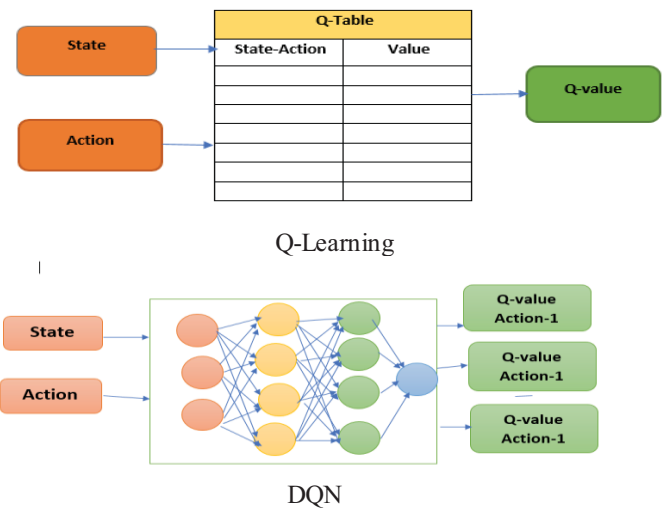 Q-Table
State
State-Action Value
Q-value
Action
Q-Learning
Q-value
Action-1
State
Q-value
Action-1
Action
Q-value
Action-1
DQN